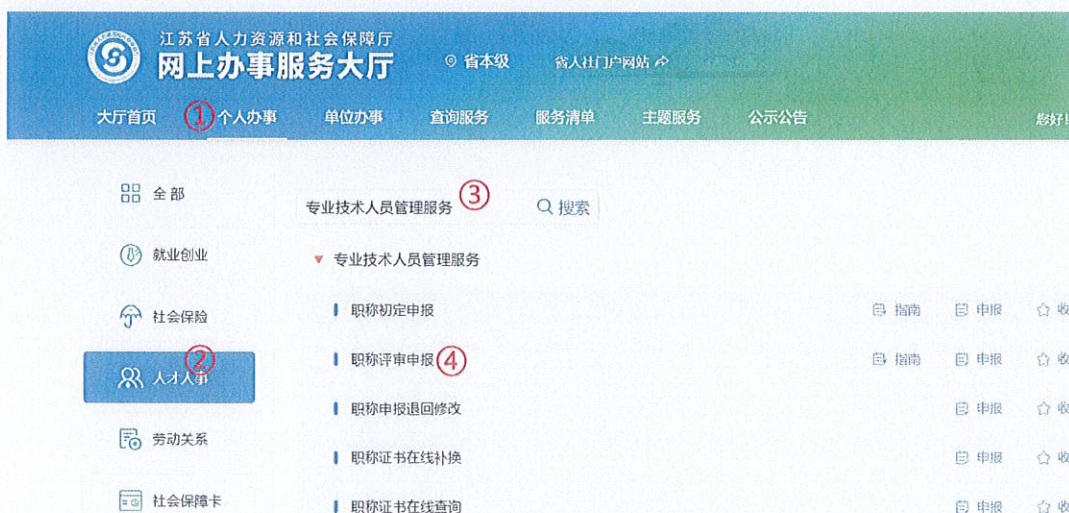 江苏省人力资源和社会保障厅
网上办事服务大厅
省本级 省人社门户网站
大厅首页 ① 个人办事 单位办事 查询服务 服务清单 主题服务 公示公告 您好!
全部
专业技术人员管理服务 ③ 搜索
就业创业
专业技术人员管理服务
职称初定申报 指南 申报 收
社会保险
职称评审申报 ④ 指南 申报 收
② 人才人事
职称申报退回修改 申报 收
劳动关系
职称证书在线补换 申报 收
社会保障卡
职称证书在线查询 申报 收